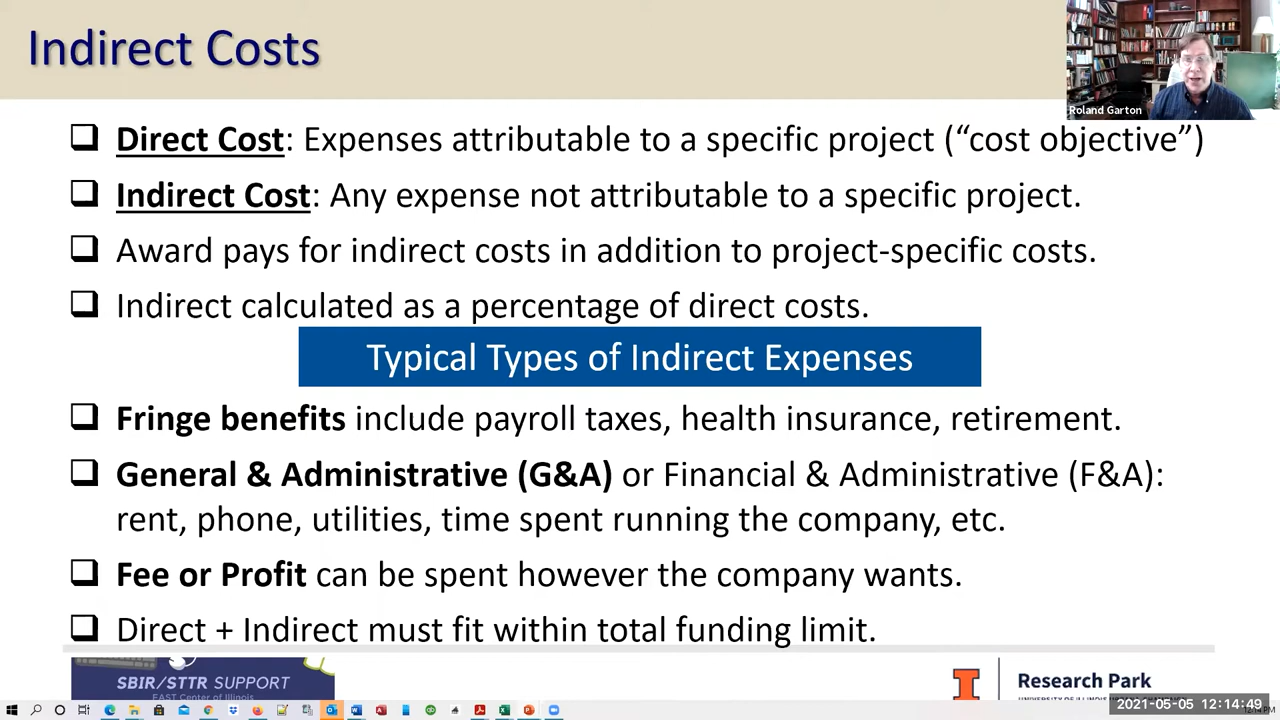 Indirect Costs
Roland Garton
Direct Cost: Expenses attributable to a specific project (“cost objective”)
Indirect Cost: Any expense not attributable to a specific project.
Award pays for indirect costs in addition to project-specific costs.
Indirect calculated as a percentage of direct costs.
Typical Types of Indirect Expenses
Fringe benefits include payroll taxes, health insurance, retirement.
General & Administrative (G&A) or Financial & Administrative (F&A):
rent, phone, utilities, time spent running the company, etc.
Fee or Profit can be spent however the company wants.
Direct + Indirect must fit within total funding limit.
SBIR/STTR SUPPORT
EAST Center of Illinois
Research Park
2021-05-05 12:14:49